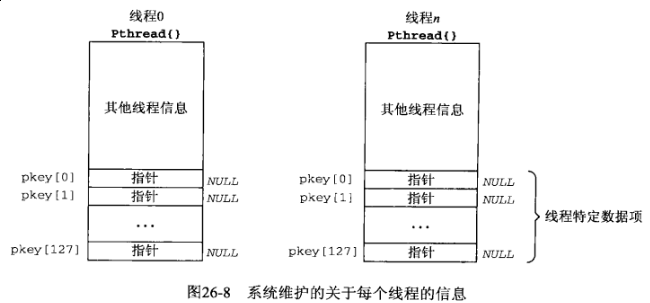 线程0
Pthread{}
其他线程信息
pkey[0] 指针 NULL
pkey[1] 指针 NULL
...
pkey[127] 指针 NULL
线程n
Pthread{}
其他线程信息
pkey[0] 指针 NULL
pkey[1] 指针 NULL
...
pkey[127] 指针 NULL
线程特定数据项
图26-8 系统维护的关于每个线程的信息